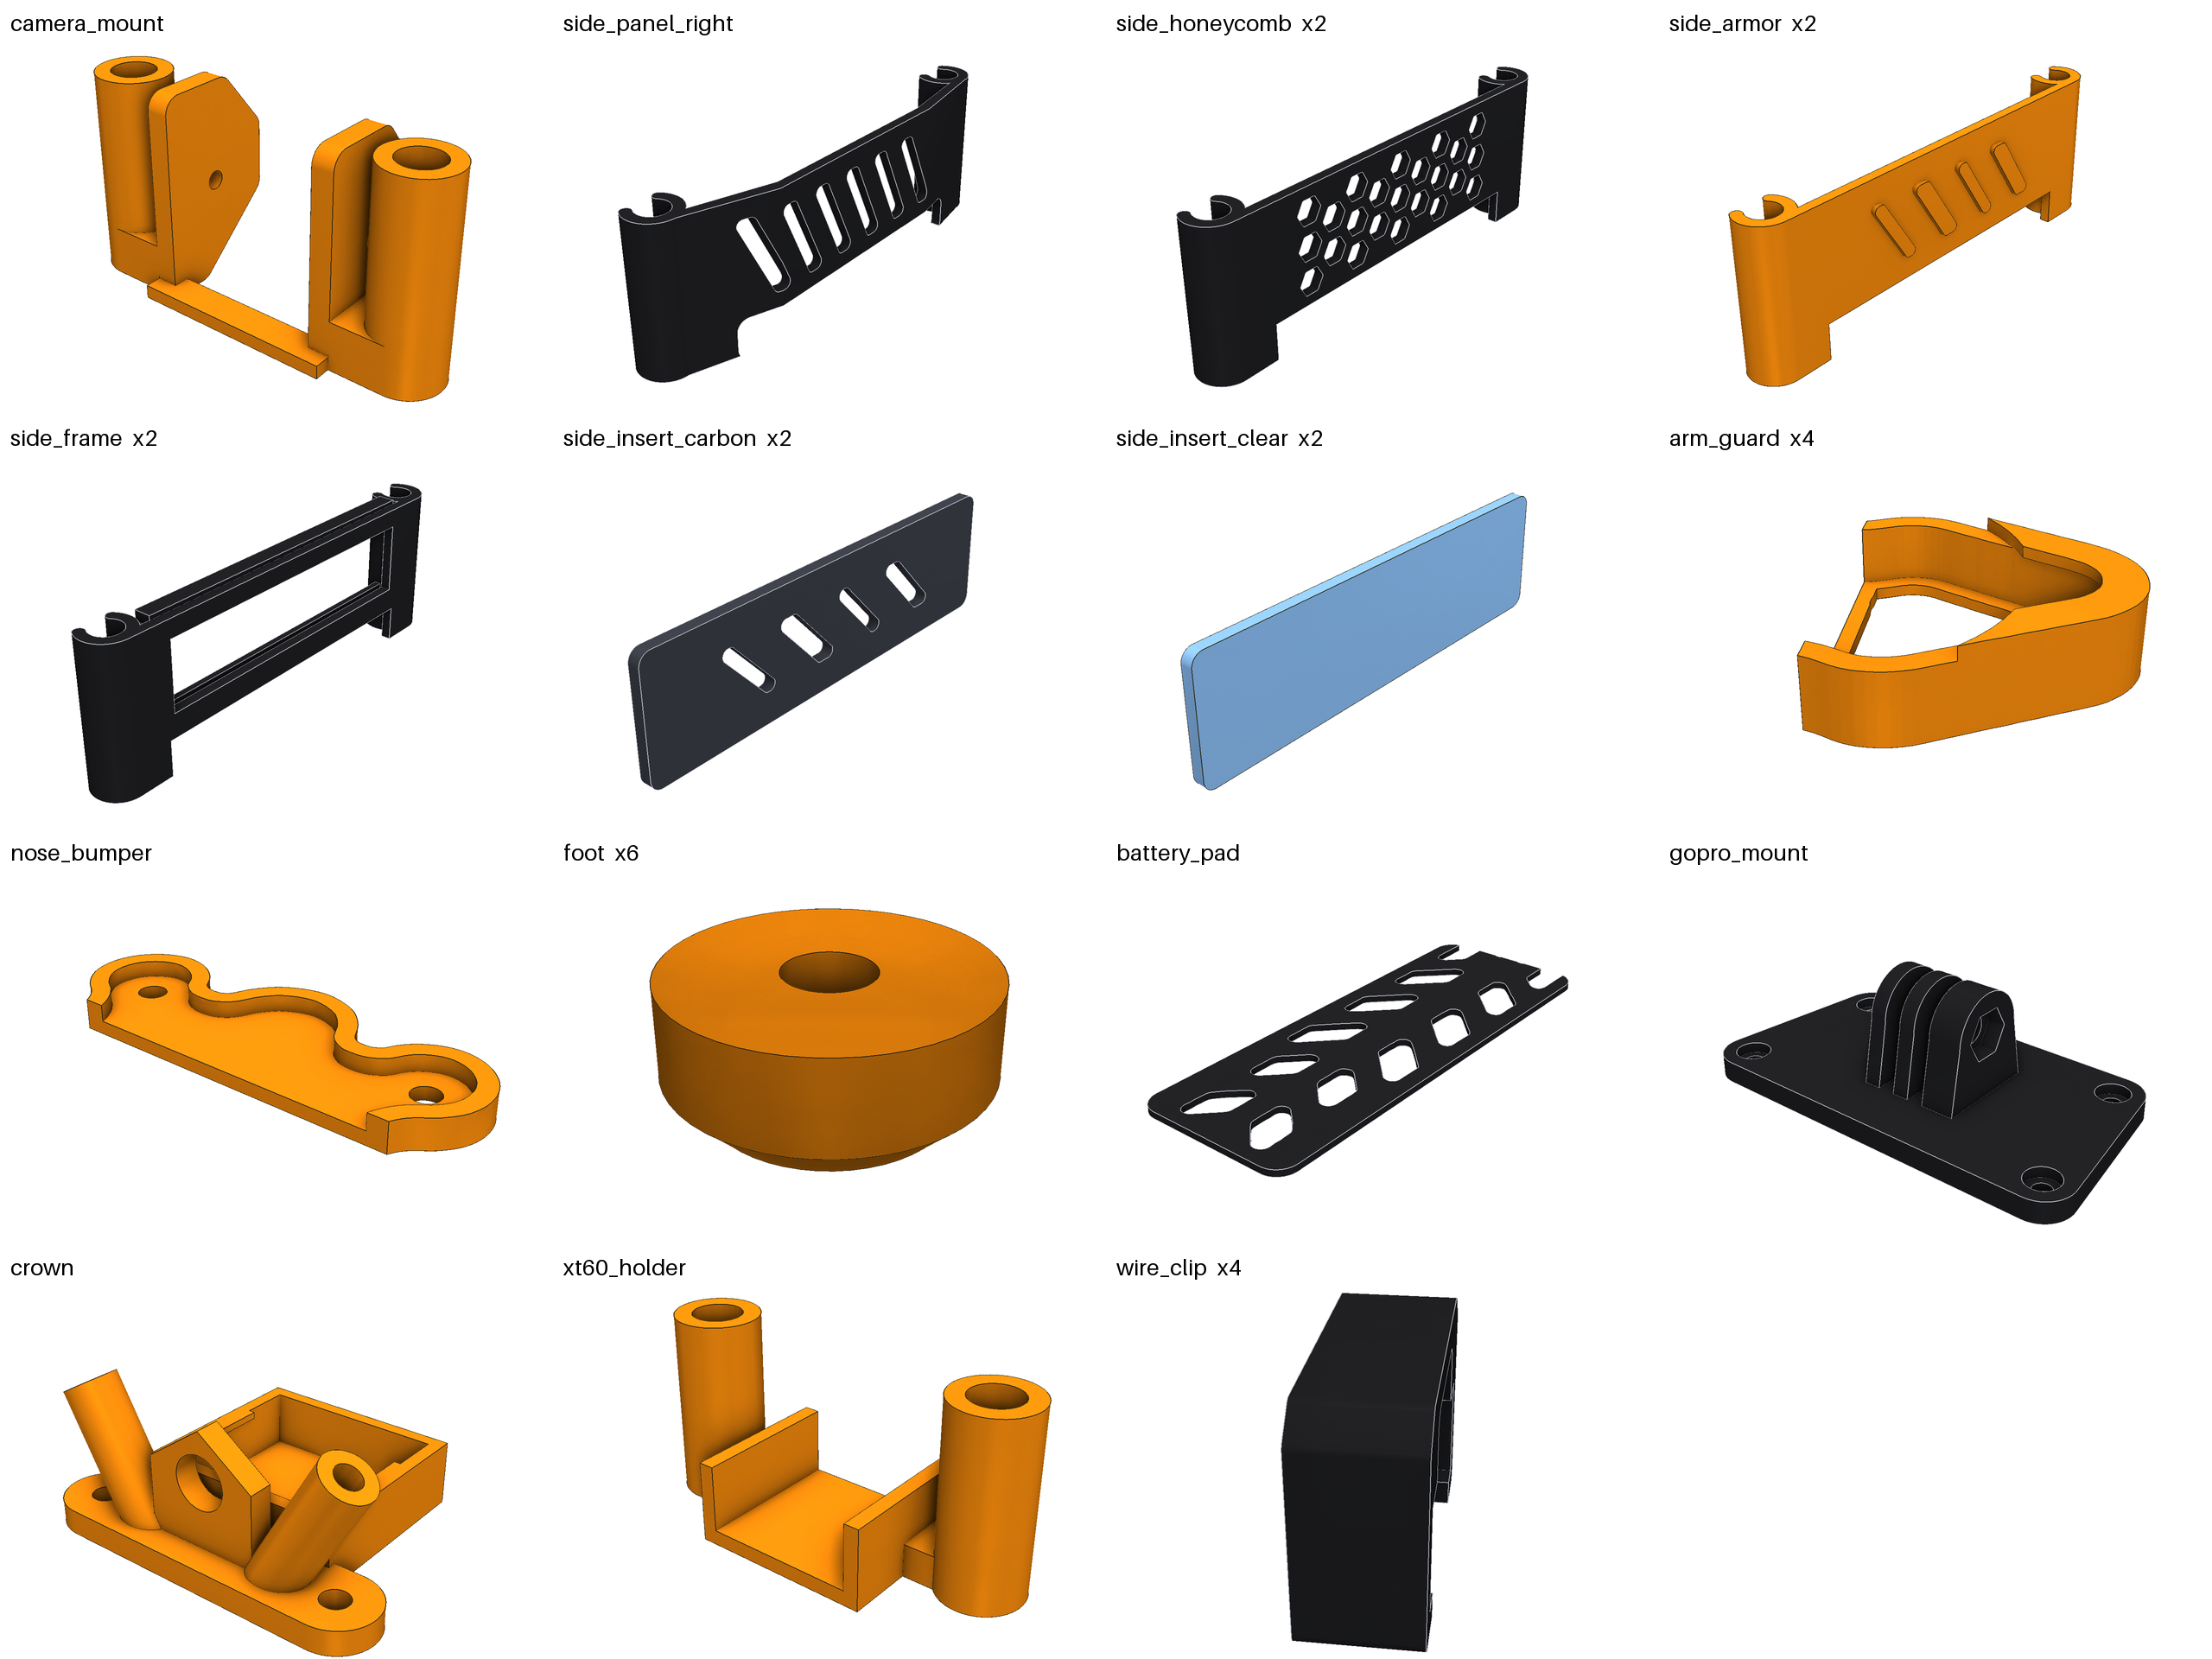 camera_mount
side_panel_right
side_honeycomb x2
side_armor x2
side_frame x2
side_insert_carbon x2
side_insert_clear x2
arm_guard x4
nose_bumper
foot x6
battery_pad
gopro_mount
crown
xt60_holder
wire_clip x4